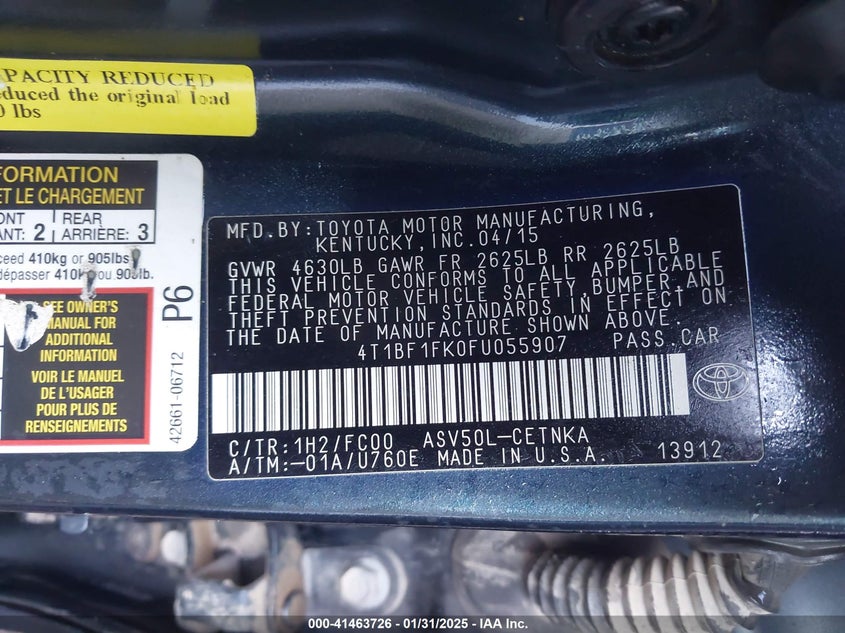 APACITY REDUCED
educed the original load
0 lbs
FORMATION
ET LE CHARGEMENT
ONT
ANT: 2
REAR
ARRIÈRE: 3
ceed 410kg or 905lbs
dépasser 410kg ou 905lb.
SEE OWNER'S
MANUAL FOR
ADDITIONAL
INFORMATION
VOIR LE MANUEL
DE L'USAGER
POUR PLUS DE
RENSEIGNEMENTS
42661-06712 P6
MFD.BY:TOYOTA MOTOR MANUFACTURING,
KENTUCKY,INC.04/15
GVWR 4630LB GAWR FR 2625LB RR 2625LB
THIS VEHICLE CONFORMS TO ALL APPLICABLE
FEDERAL MOTOR VEHICLE SAFETY,BUMPER,AND
THEFT PREVENTION STANDARDS IN EFFECT ON
THE DATE OF MANUFACTURE SHOWN ABOVE.
4T1BF1FK0FU055907 PASS.CAR
C/TR:1H2/FC00 ASV50L-CETNKA
A/TM:-01A/U760E MADE IN U.S.A. 13912
000-41463726 / 01/31/2025 - IAA Inc.